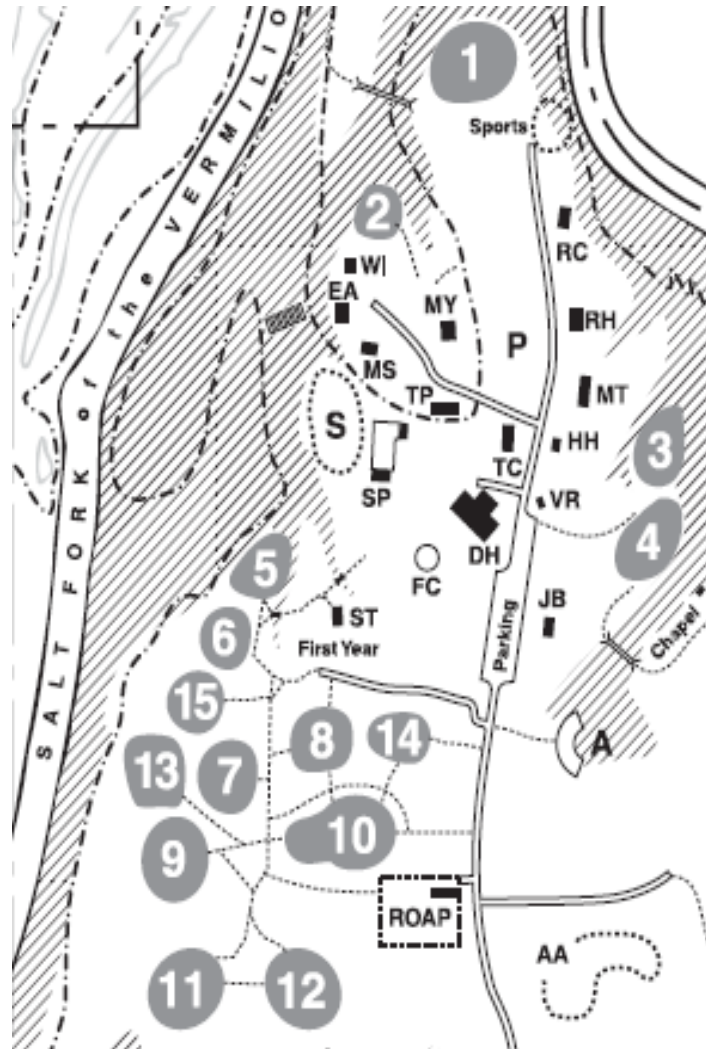 1
Sports
SALT FORK of the VERMILIO
2
RC
WI
EA
MY
RH
P
MS
MT
TP
S
HH
3
TC
SP
VR
4
DH
5
FC
JB
ST
6
First Year
Parking
Chapel
15
8
14
A
13
7
10
9
ROAP
AA
11
12